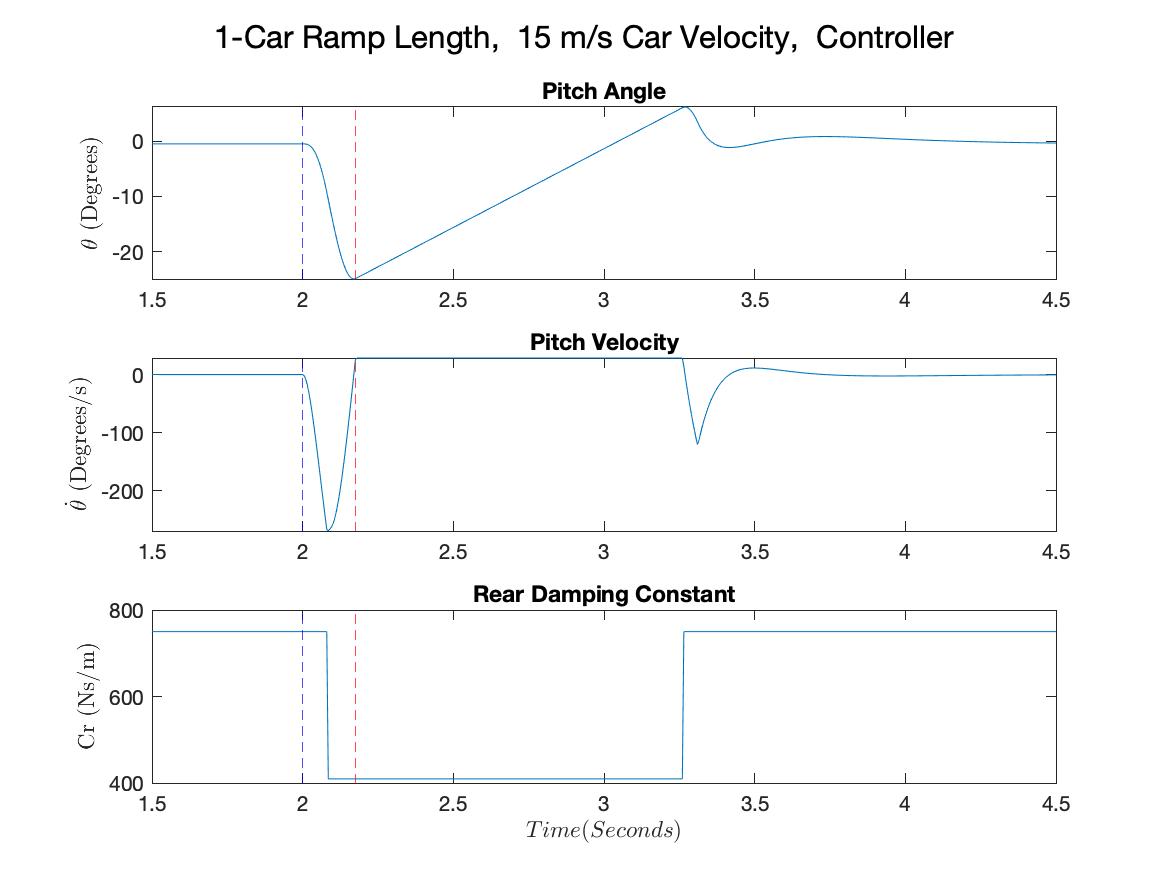 1-Car Ramp Length,  15 m/s Car Velocity,  Controller
Pitch Angle
θ (Degrees)
0
-10
-20
1.5 2 2.5 3 3.5 4 4.5
Pitch Velocity
θ̇ (Degrees/s)
0
-100
-200
1.5 2 2.5 3 3.5 4 4.5
Rear Damping Constant
Cr (Ns/m)
800
600
400
1.5 2 2.5 3 3.5 4 4.5
Time(Seconds)